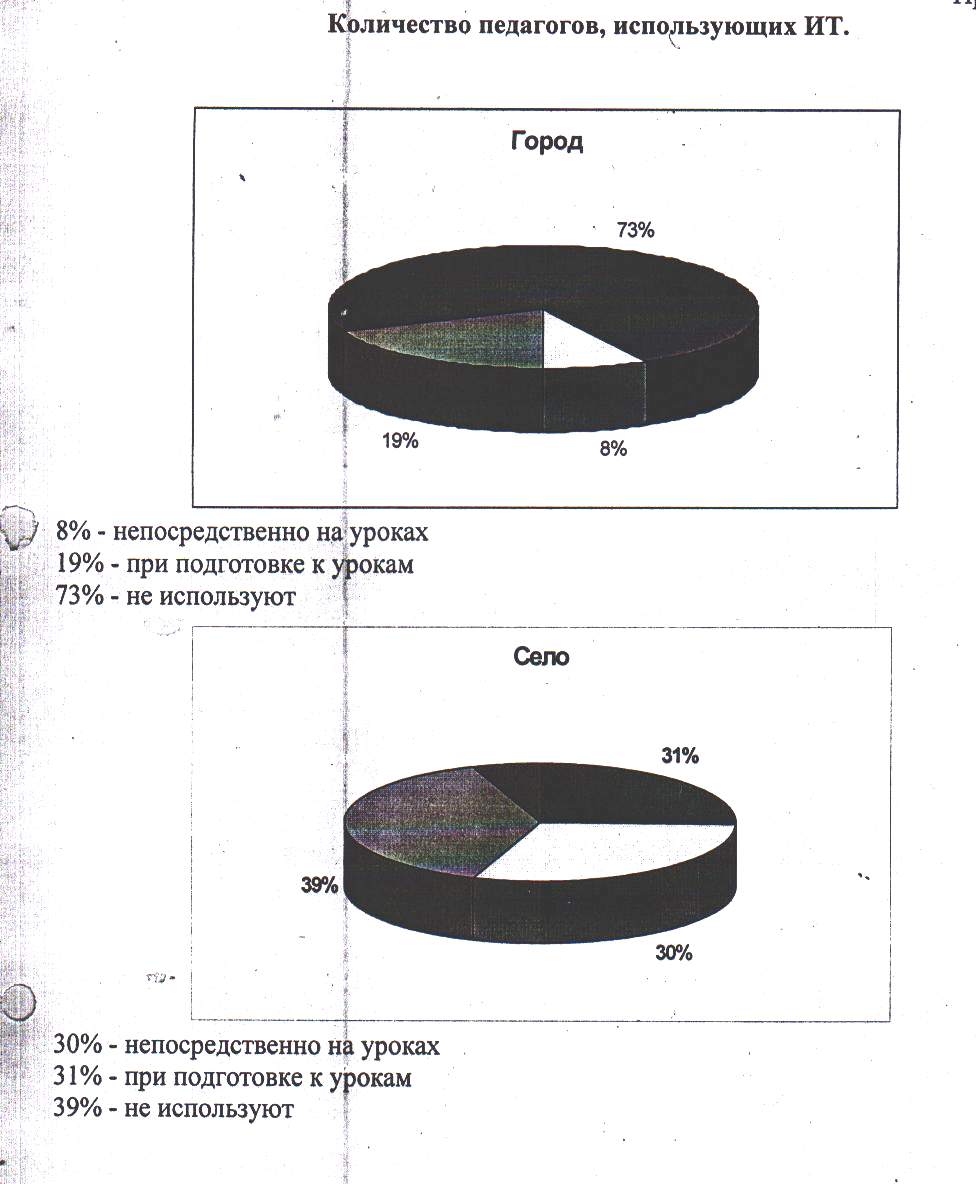 Количество педагогов, использующих ИТ.
Город
73%
19%
8%
8% - непосредственно на уроках
19% - при подготовке к урокам
73% - не используют
Село
31%
39%
30%
30% - непосредственно на уроках
31% - при подготовке к урокам
39% - не используют